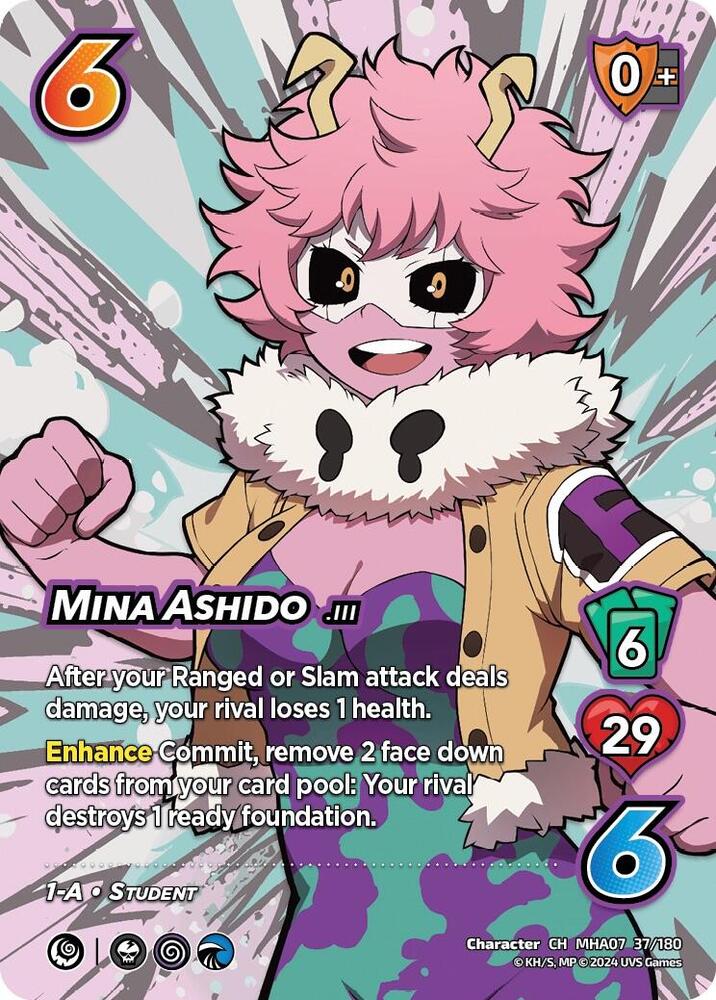 6
0+
MINA ASHIDO .III
After your Ranged or Slam attack deals
damage, your rival loses 1 health.
Enhance Commit, remove 2 face down
cards from your card pool: Your rival
destroys 1 ready foundation.
6
29
6
1-A • STUDENT
Character CH MHA07 37/180
© KH/S, MP © 2024 UVS Games